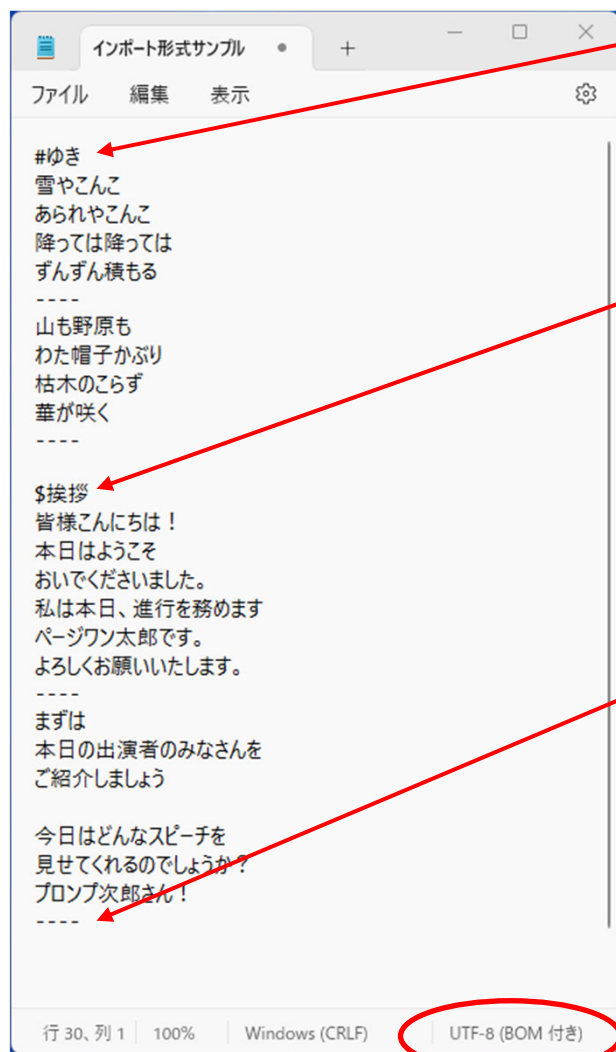 インポート形式サンプル
ファイル 編集 表示
#ゆき
雪やこんこ
あられやこんこ
降っては降っては
ずんずん積もる
----
山も野原も
わた帽子かぶり
枯木のこらず
華が咲く
----
$挨拶
皆様こんにちは!
本日はようこそ
おいでくださいました。
私は本日、進行を務めます
ページワン太郎です。
よろしくお願いいたします。
----
まずは
本日の出演者のみなさんを
ご紹介しましょう
今日はどんなスピーチを
見せてくれるのでしょうか?
プロンプ次郎さん!
----
行 30、列 1 100% Windows (CRLF) UTF-8 (BOM 付き)